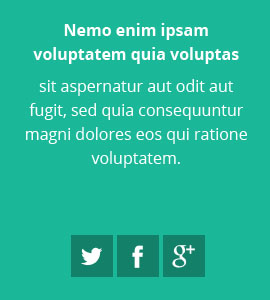 Nemo enim ipsam
voluptatem quia voluptas
sit aspernatur aut odit aut
fugit, sed quia consequuntur
magni dolores eos qui ratione
voluptatem.